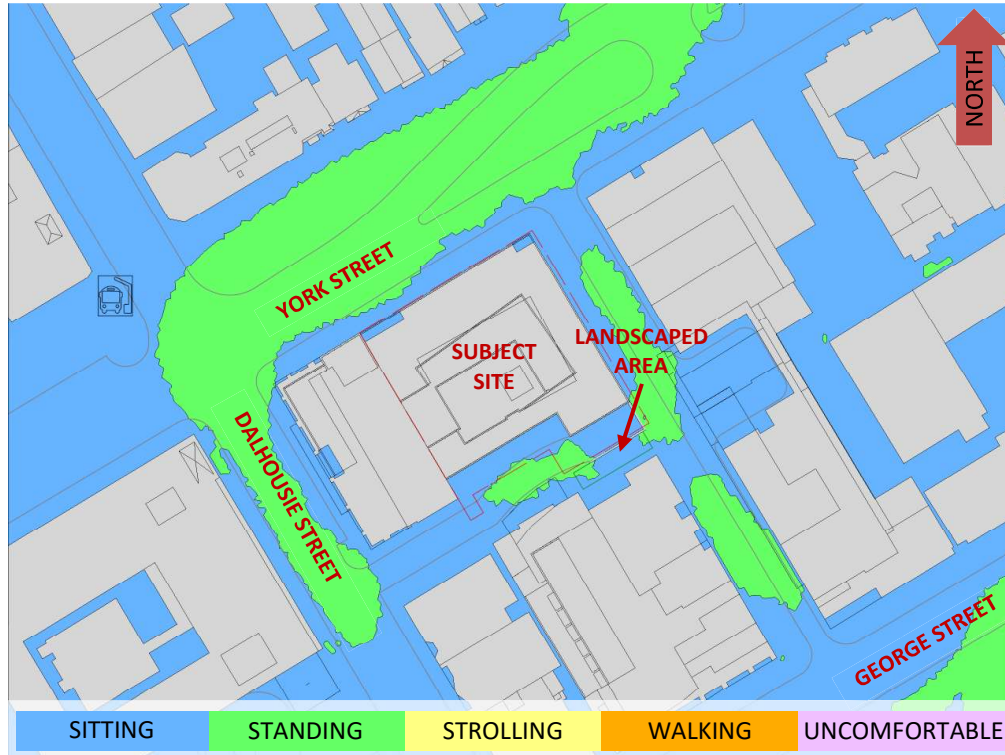 NORTH
YORK STREET
SUBJECT
SITE
LANDSCAPED
AREA
DALHOUSIE STREET
GEORGE STREET
SITTING
STANDING
STROLLING
WALKING
UNCOMFORTABLE